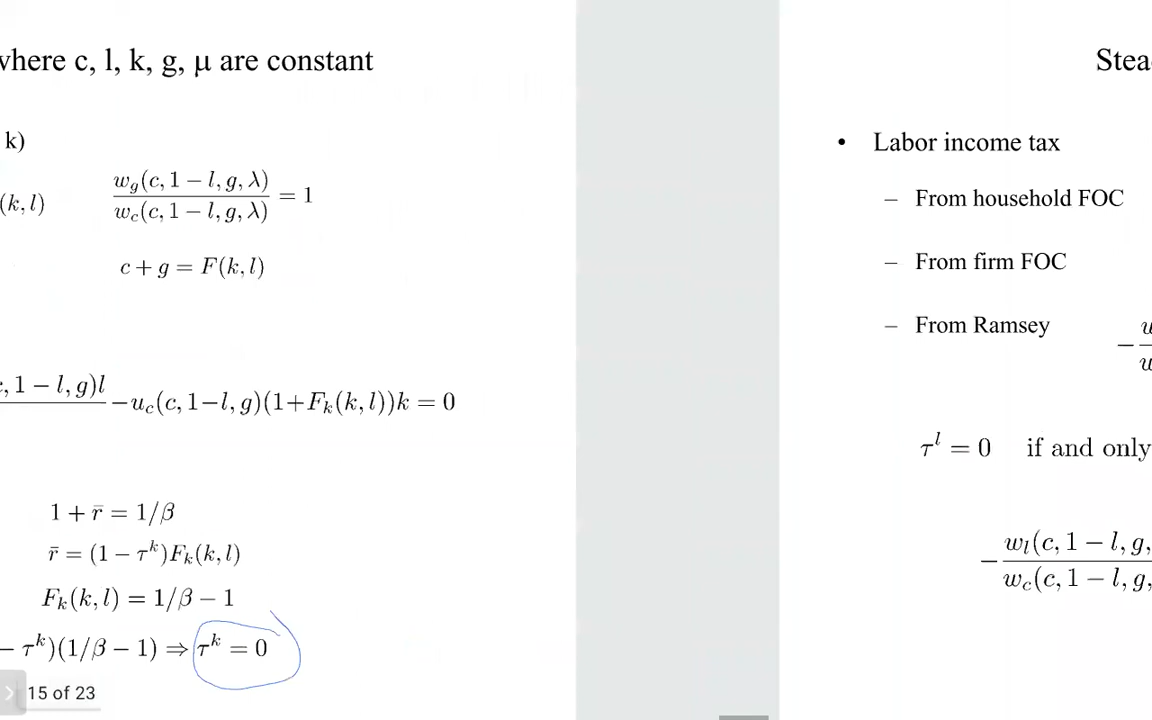 where c, l, k, g, μ are constant
k)
(k, l)
w_g(c, 1 − l, g, λ) / w_c(c, 1 − l, g, λ) = 1
c + g = F(k, l)
, 1 − l, g)l
−u_c(c, 1−l, g)(1+F_k(k, l))k = 0
1 + r̄ = 1/β
r̄ = (1 − τ^k)F_k(k, l)
F_k(k, l) = 1/β − 1
− τ^k)(1/β − 1) ⇒ τ^k = 0
15 of 23
Stea
• Labor income tax
– From household FOC
– From firm FOC
– From Ramsey
−
τ^l = 0 if and only
− w_l(c, 1 − l, g, / w_c(c, 1 − l, g,